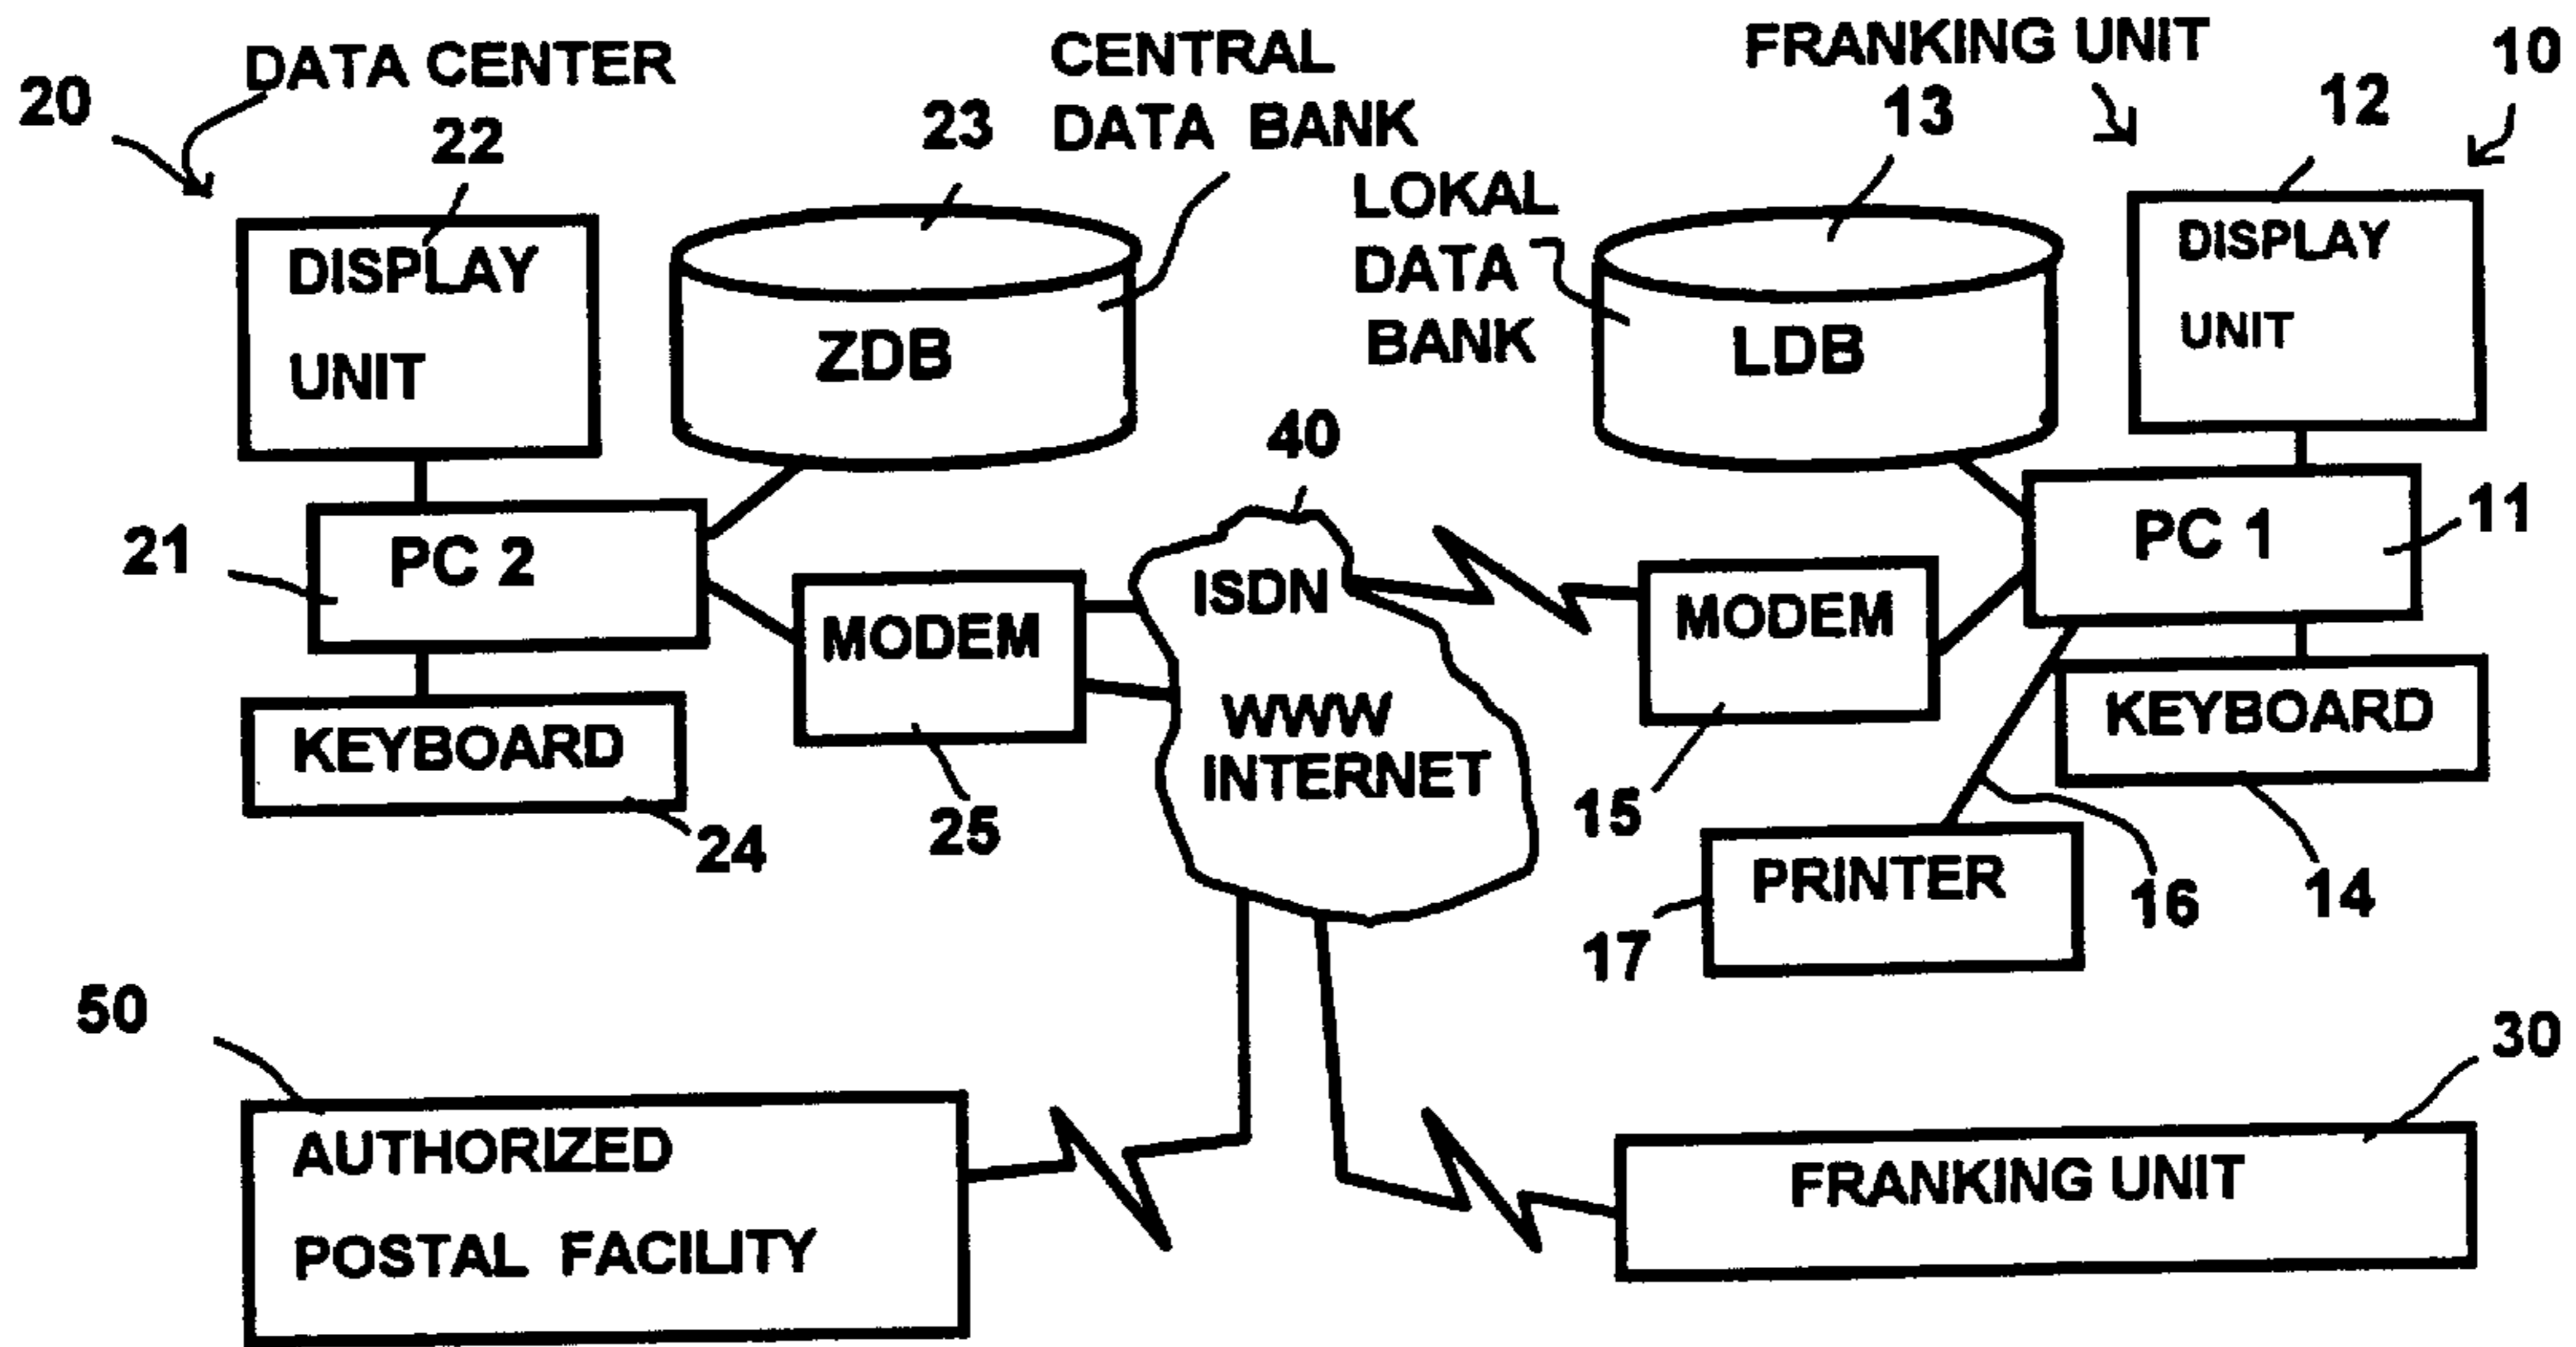 DATA CENTER
20
22
23
CENTRAL
DATA BANK
FRANKING UNIT
10
12
13
LOKAL
DATA
BANK
DISPLAY
UNIT
ZDB
LDB
DISPLAY
UNIT
40
21
PC 2
PC 1
11
MODEM
ISDN
MODEM
KEYBOARD
WWW
INTERNET
KEYBOARD
24
25
15
PRINTER
16
14
17
50
30
AUTHORIZED
POSTAL FACILITY
FRANKING UNIT